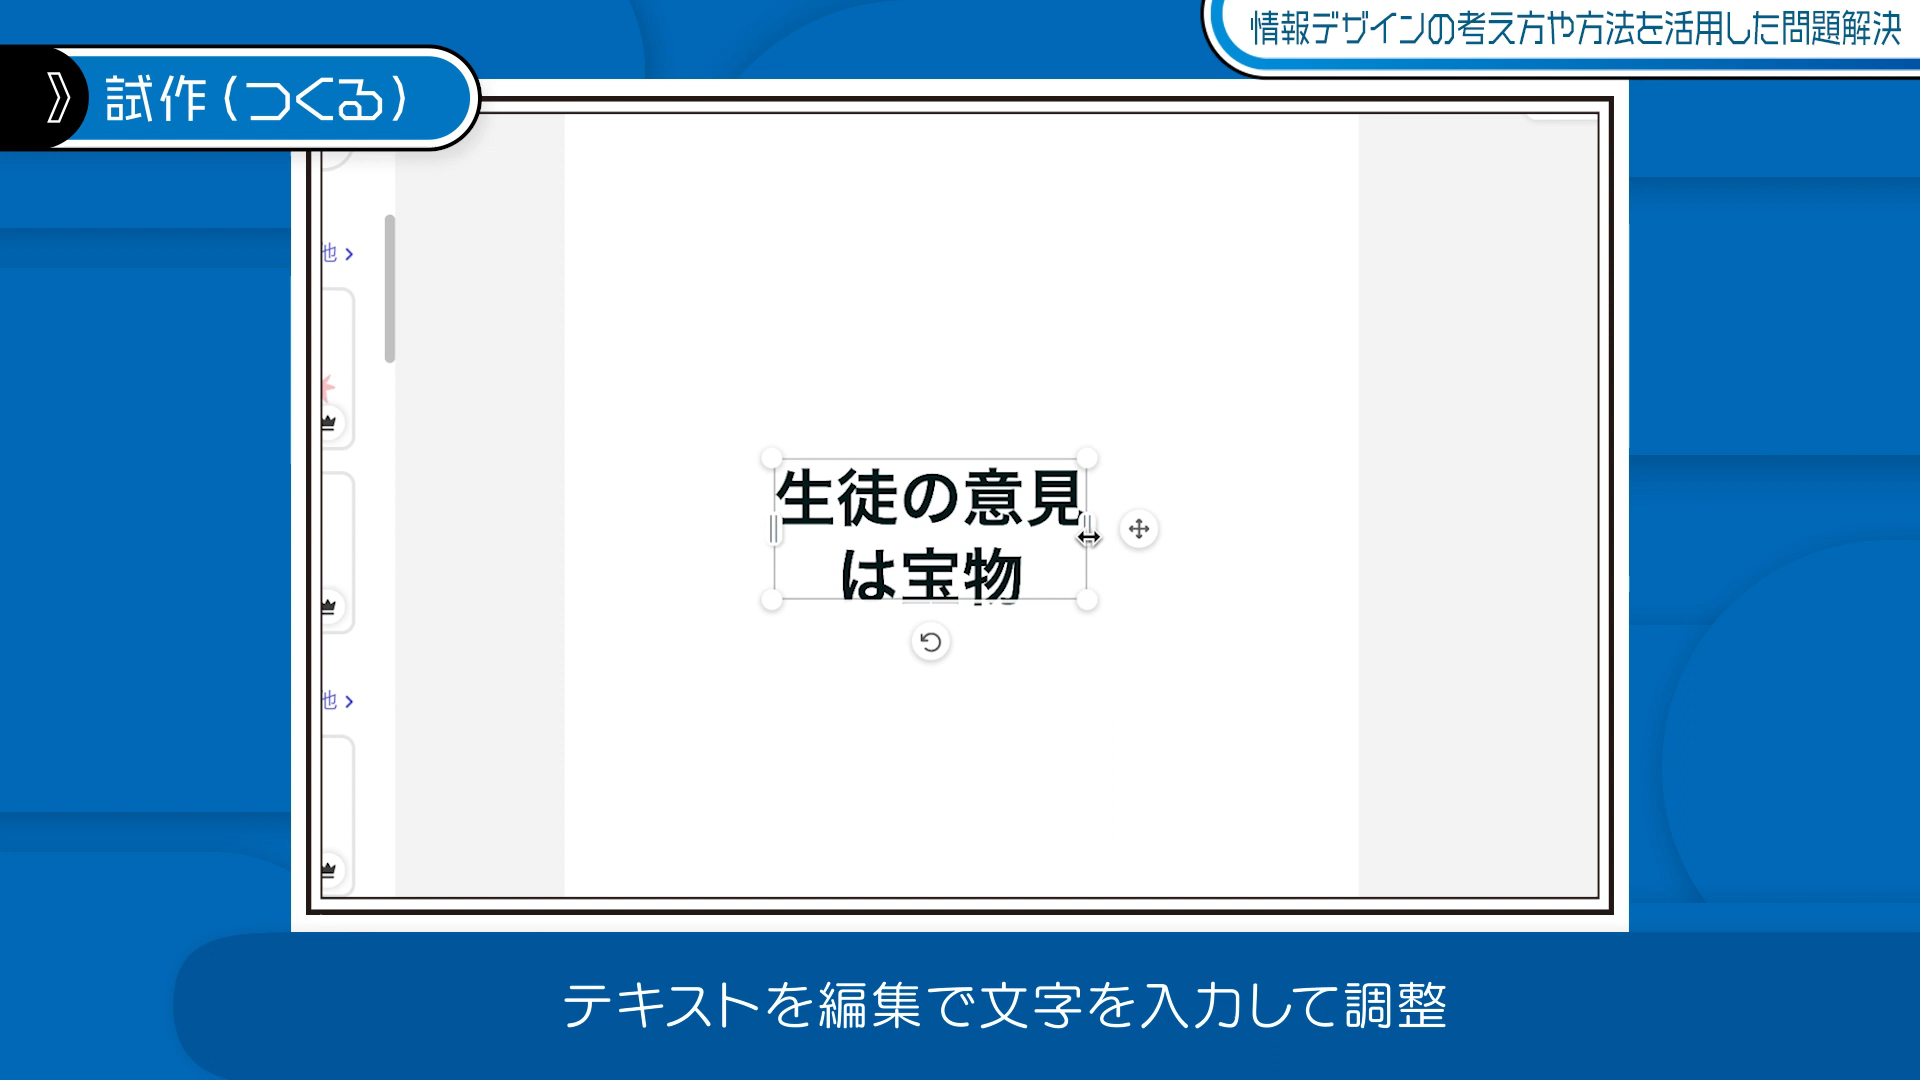 情報デザインの考え方や方法を活用した問題解決
》試作(つくる)
他 >
生徒の意見
は宝物
他 >
テキストを編集で文字を入力して調整